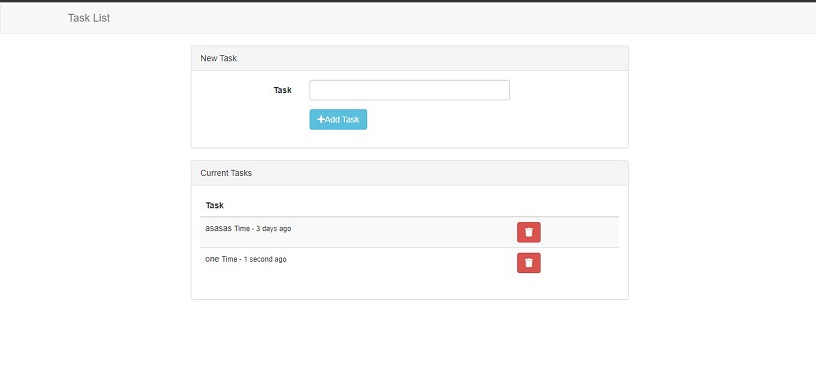 Task List
New Task
Task
Add Task
Current Tasks
Task
asasas Time - 3 days ago
one Time - 1 second ago